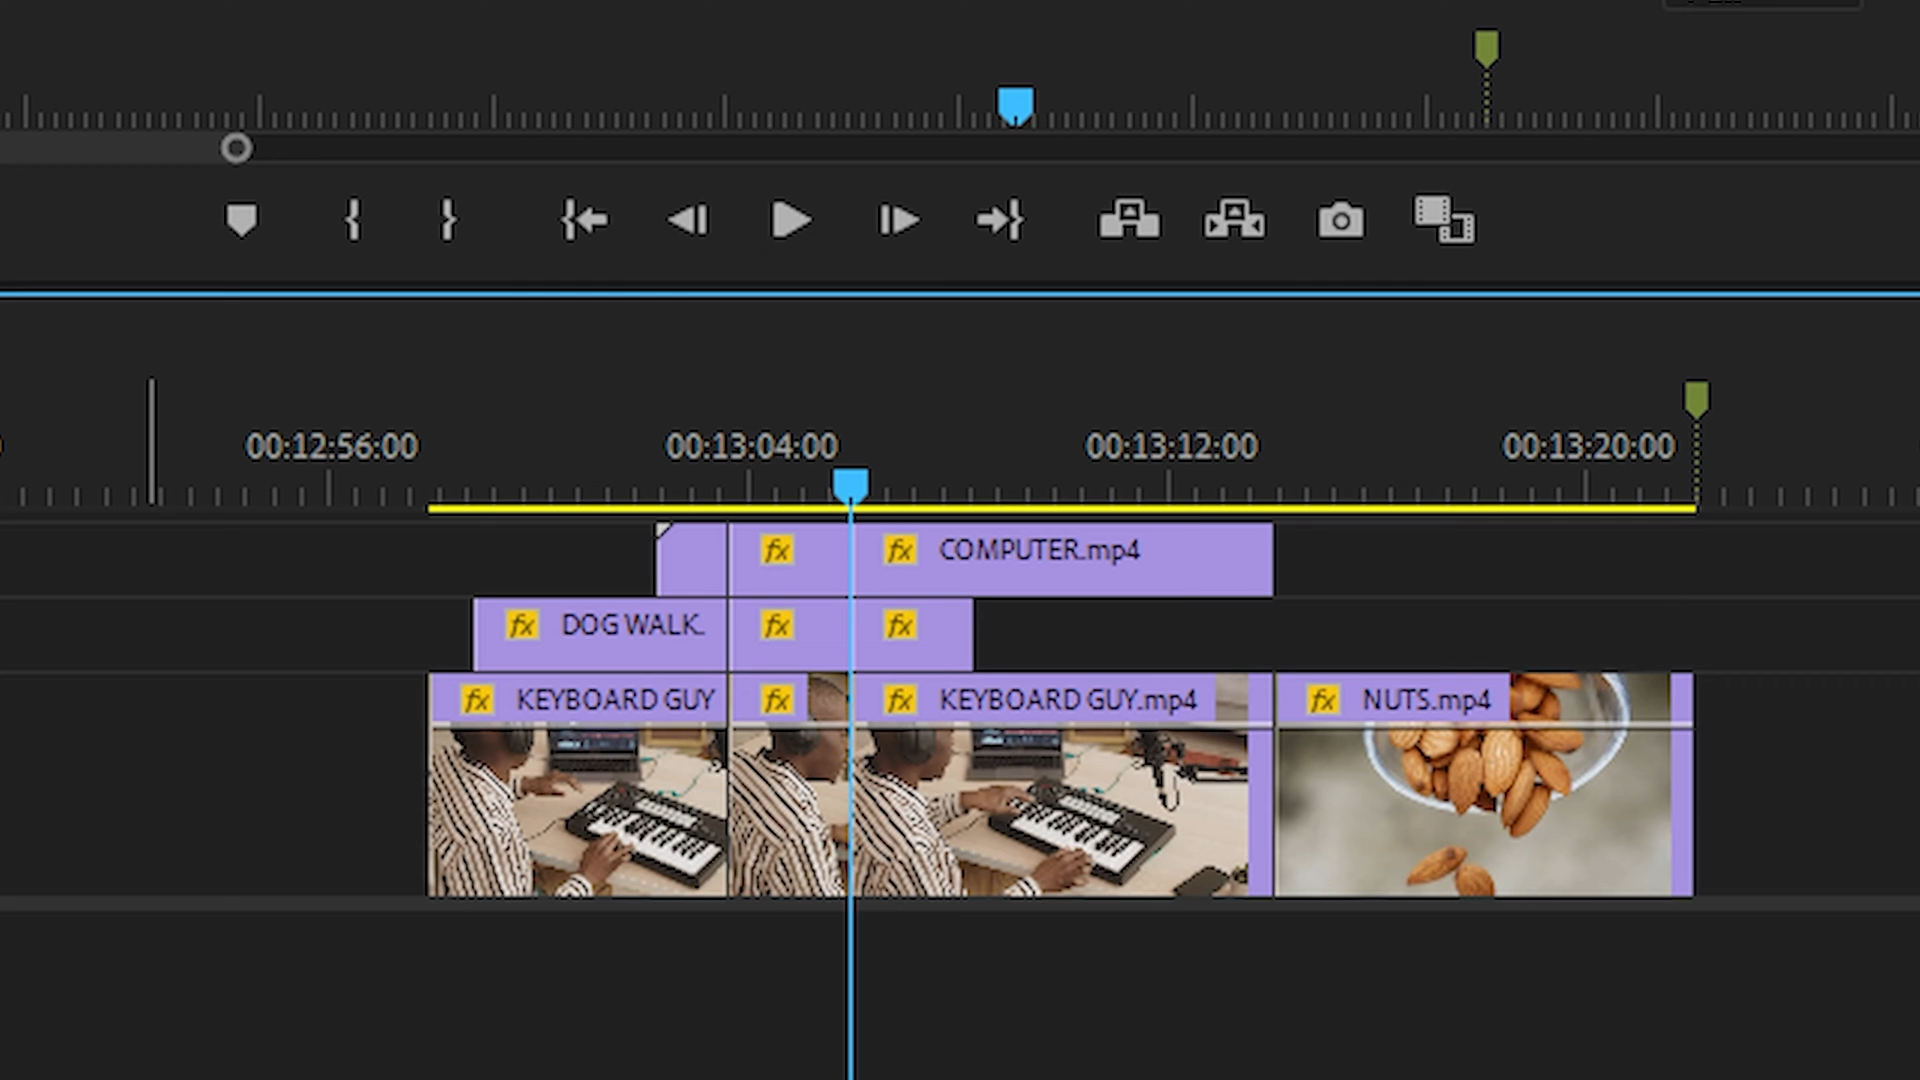 00:12:56:00 00:13:04:00 00:13:12:00 00:13:20:00
fx fx COMPUTER.mp4
fx DOG WALK. fx fx
fx KEYBOARD GUY fx fx KEYBOARD GUY.mp4 fx NUTS.mp4